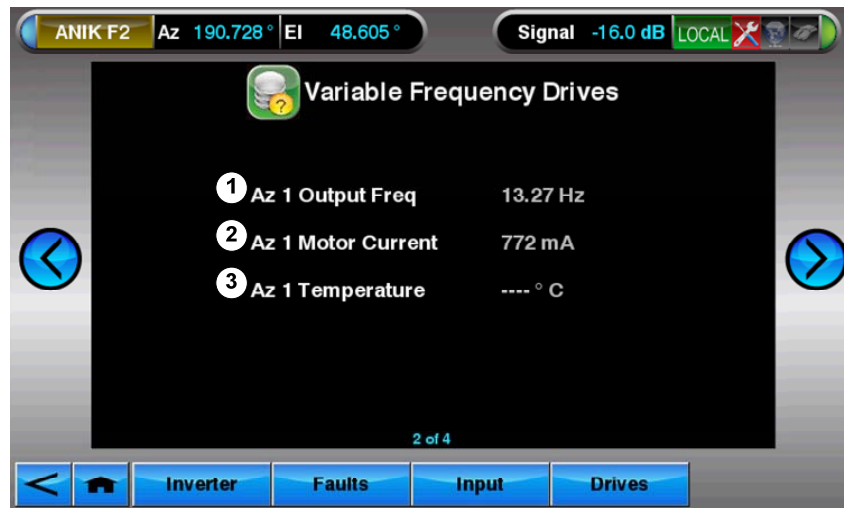 ANIK F2 Az 190.728 ° El 48.605 ° Signal -16.0 dB LOCAL
Variable Frequency Drives
1 Az 1 Output Freq 13.27 Hz
2 Az 1 Motor Current 772 mA
3 Az 1 Temperature ---- ° C
2 of 4
Inverter Faults Input Drives